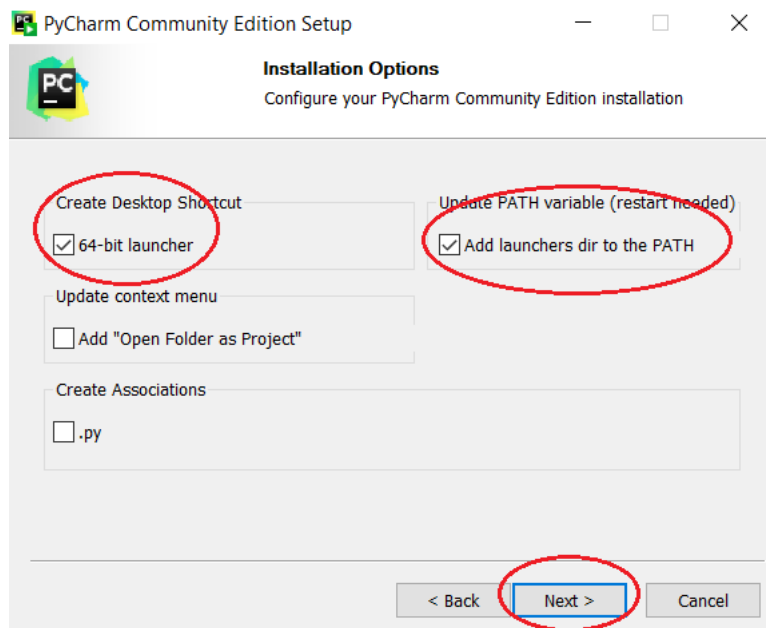 PC PyCharm Community Edition Setup
PC
Installation Options
Configure your PyCharm Community Edition installation
Create Desktop Shortcut
64-bit launcher
Update PATH variable (restart needed)
Add launchers dir to the PATH
Update context menu
Add "Open Folder as Project"
Create Associations
.py
< Back
Next >
Cancel